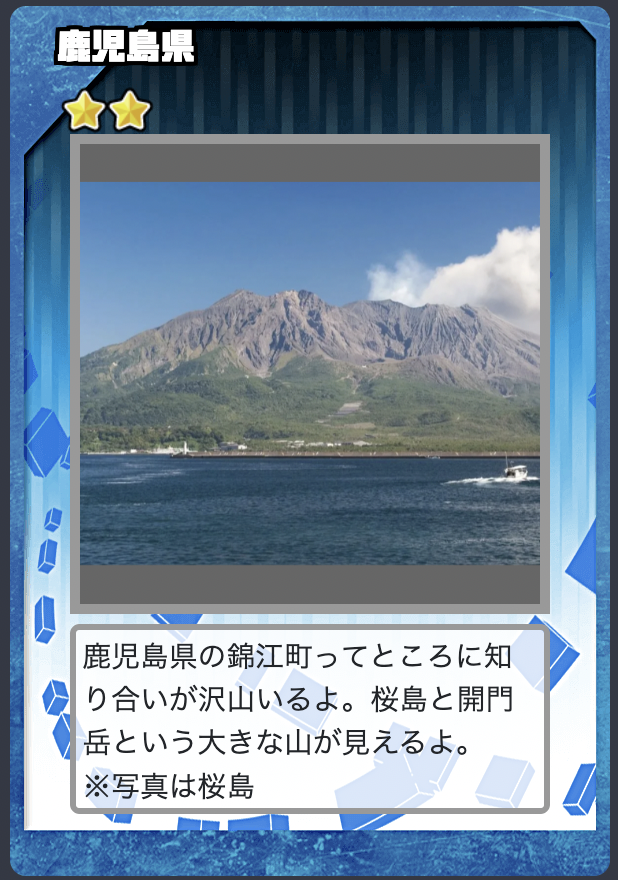 鹿児島県
鹿児島県の錦江町ってところに知
り合いが沢山いるよ。桜島と開門
岳という大きな山が見えるよ。
※写真は桜島